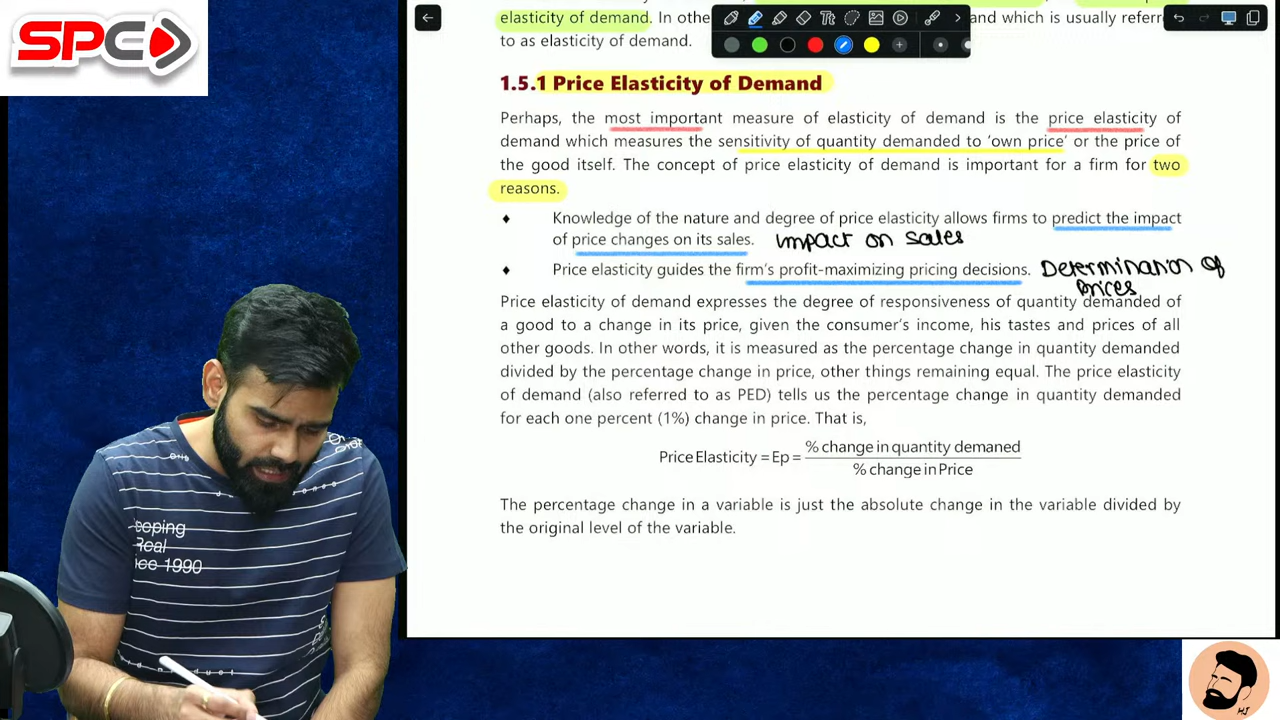 SPC
elasticity of demand. In othe
and which is usually referr
to as elasticity of demand.
1.5.1 Price Elasticity of Demand
Perhaps, the most important measure of elasticity of demand is the price elasticity of
demand which measures the sensitivity of quantity demanded to ‘own price’ or the price of
the good itself. The concept of price elasticity of demand is important for a firm for two
reasons.
♦ Knowledge of the nature and degree of price elasticity allows firms to predict the impact
of price changes on its sales. Impact on sales
♦ Price elasticity guides the firm’s profit-maximizing pricing decisions. Determination of
Prices
Price elasticity of demand expresses the degree of responsiveness of quantity demanded of
a good to a change in its price, given the consumer’s income, his tastes and prices of all
other goods. In other words, it is measured as the percentage change in quantity demanded
divided by the percentage change in price, other things remaining equal. The price elasticity
of demand (also referred to as PED) tells us the percentage change in quantity demanded
for each one percent (1%) change in price. That is,
Price Elasticity = Ep = % change in quantity demaned
% change in Price
The percentage change in a variable is just the absolute change in the variable divided by
the original level of the variable.
eeping
Real
ince 1990
HJ